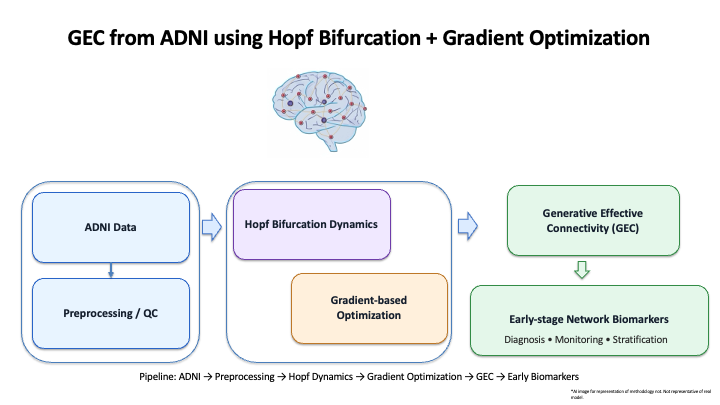 GEC from ADNI using Hopf Bifurcation + Gradient Optimization
ADNI Data
Preprocessing / QC
Hopf Bifurcation Dynamics
Gradient-based
Optimization
Generative Effective
Connectivity (GEC)
Early-stage Network Biomarkers
Diagnosis • Monitoring • Stratification
Pipeline: ADNI → Preprocessing → Hopf Dynamics → Gradient Optimization → GEC → Early Biomarkers
*AI image for representation of methodology not. Not representative of real
model.